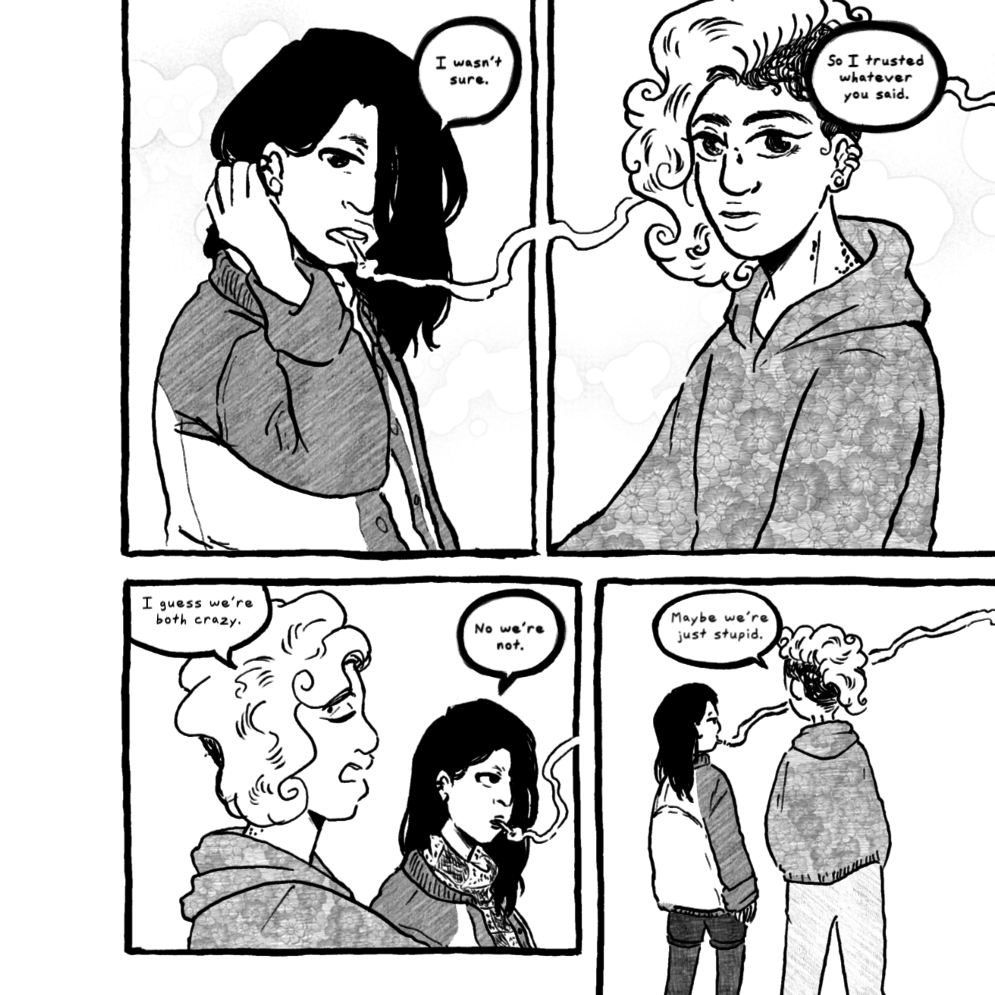 I wasn't
sure.
So I trusted
whatever
you said.
I guess we're
both crazy.
No we're
not.
Maybe we're
just stupid.